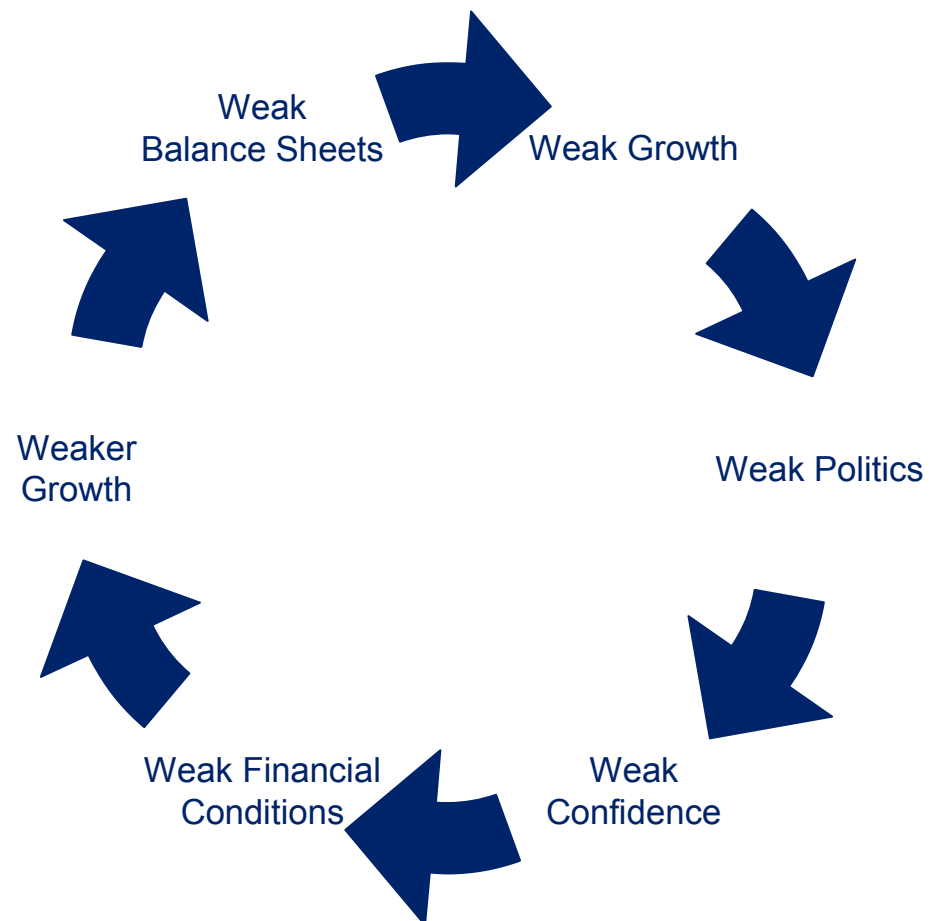 Weak
Balance Sheets
Weak Growth
Weak Politics
Weak
Confidence
Weak Financial
Conditions
Weaker
Growth